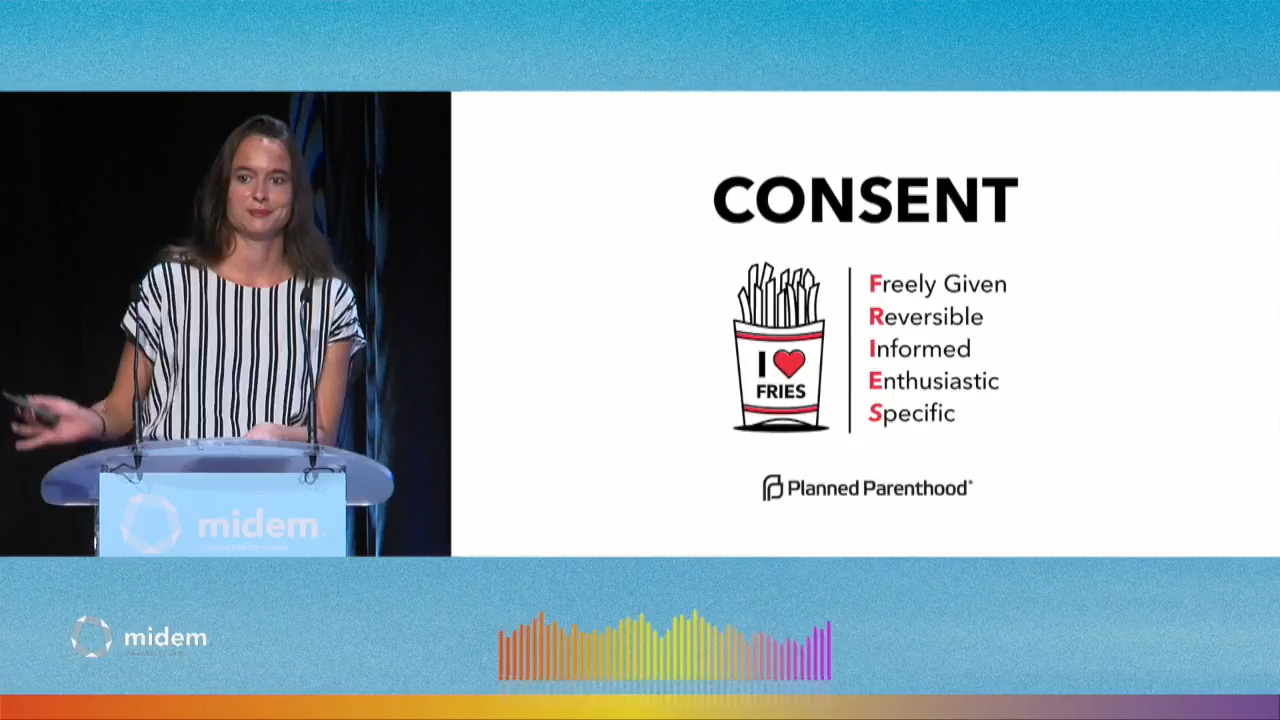 CONSENT
I ❤ FRIES
Freely Given
Reversible
Informed
Enthusiastic
Specific
Planned Parenthood®
midem
midem